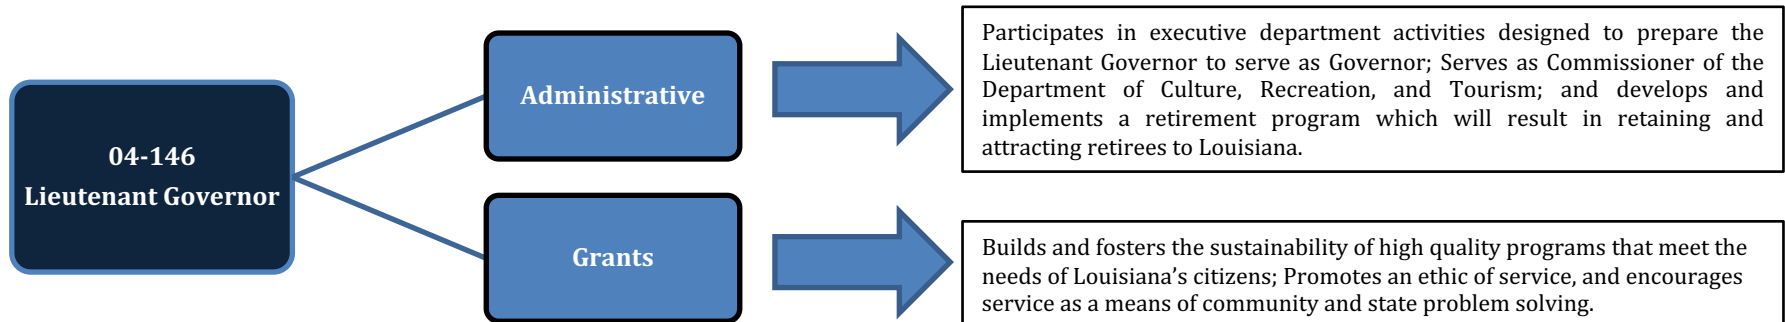 04-146
Lieutenant Governor
Administrative
Participates in executive department activities designed to prepare the
Lieutenant Governor to serve as Governor; Serves as Commissioner of the
Department of Culture, Recreation, and Tourism; and develops and
implements a retirement program which will result in retaining and
attracting retirees to Louisiana.
Grants
Builds and fosters the sustainability of high quality programs that meet the
needs of Louisiana’s citizens; Promotes an ethic of service, and encourages
service as a means of community and state problem solving.